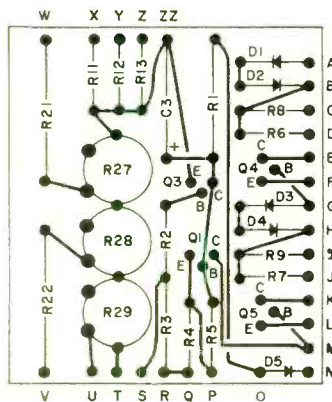 W X Y Z ZZ
D1 A
D2 B
R11 R12 R13 R1
R21 C3 R8 C
R6 D
+ C E
R27 Q3 E C Q4 B
E F
B D3 G
R28 R2 Q1 D4 H
C R9 I
E B R7 J
C K
R22 R29 R3 R4 R5 Q5 B
E L
M
D5 N
V U T S R Q P O